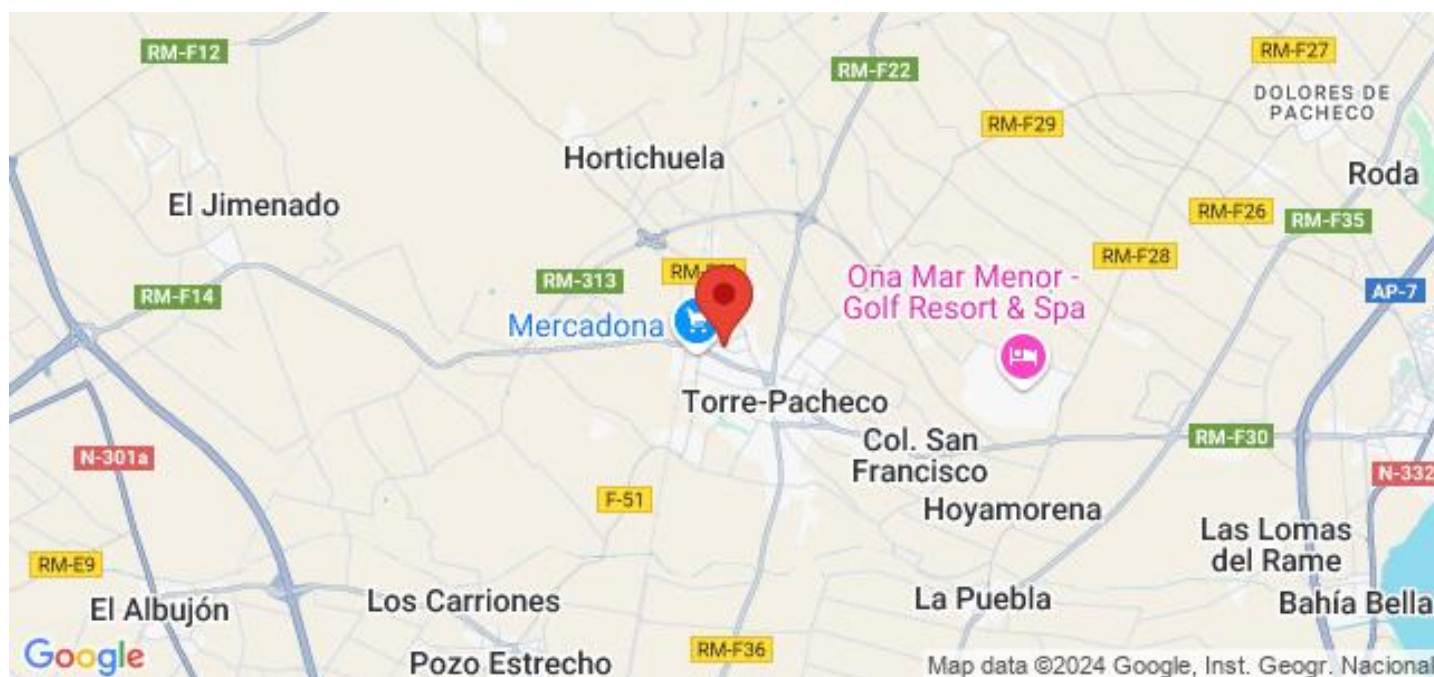 RM-F12
RM-F27
RM-F22
DOLORES DE
PACHECO
RM-F29
Hortichuela
Roda
El Jimenado
RM-F26
RM-F35
RM-F28
RM-313
Ona Mar Menor -
Golf Resort & Spa
RM-F14
AP-7
Mercadona
Torre-Pacheco
RM-F30
Col. San
Francisco
N-301a
N-332
F-51
Hoyamorena
Las Lomas
del Rame
RM-E9
El Albujón
Los Carriones
La Puebla
Bahía Bella
Google
Pozo Estrecho
RM-F36
Map data ©2024 Google, Inst. Geogr. Nacional